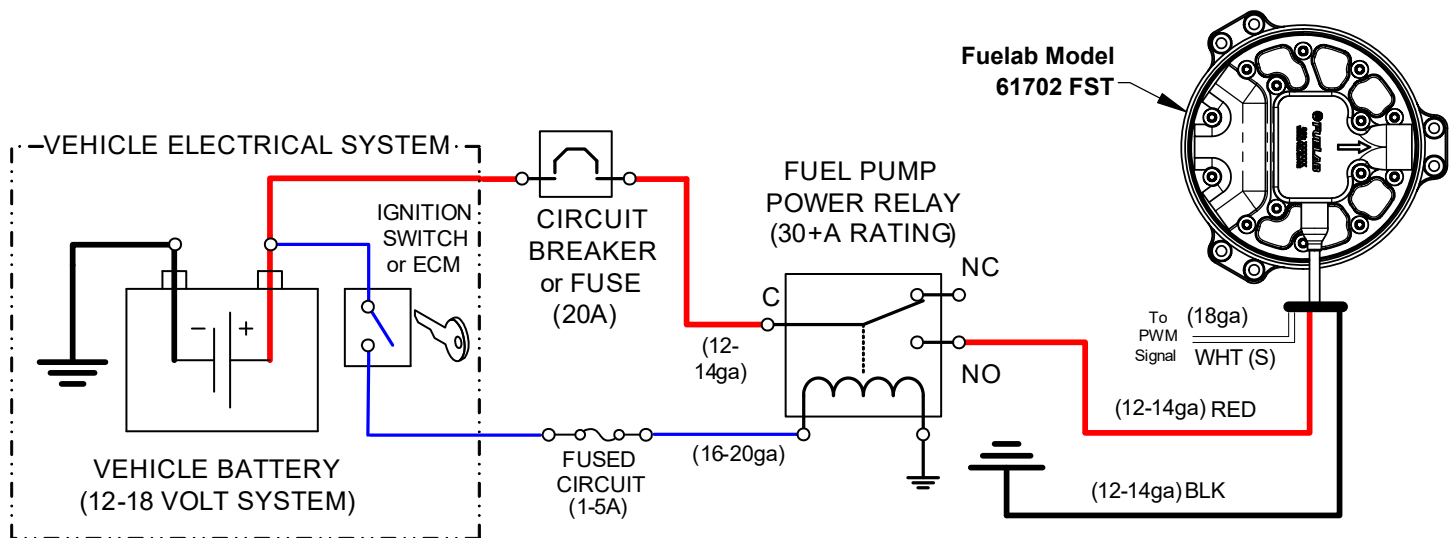 Fuelab Model
61702 FST
VEHICLE ELECTRICAL SYSTEM
IGNITION
SWITCH
or ECM
CIRCUIT
BREAKER
or FUSE
(20A)
FUEL PUMP
POWER RELAY
(30+A RATING)
NC
C
NO
(12-
14ga)
To
PWM
Signal
(18ga)
WHT (S)
(12-14ga) RED
(12-14ga) BLK
- +
VEHICLE BATTERY
(12-18 VOLT SYSTEM)
FUSED
CIRCUIT
(1-5A)
(16-20ga)
FUELAB